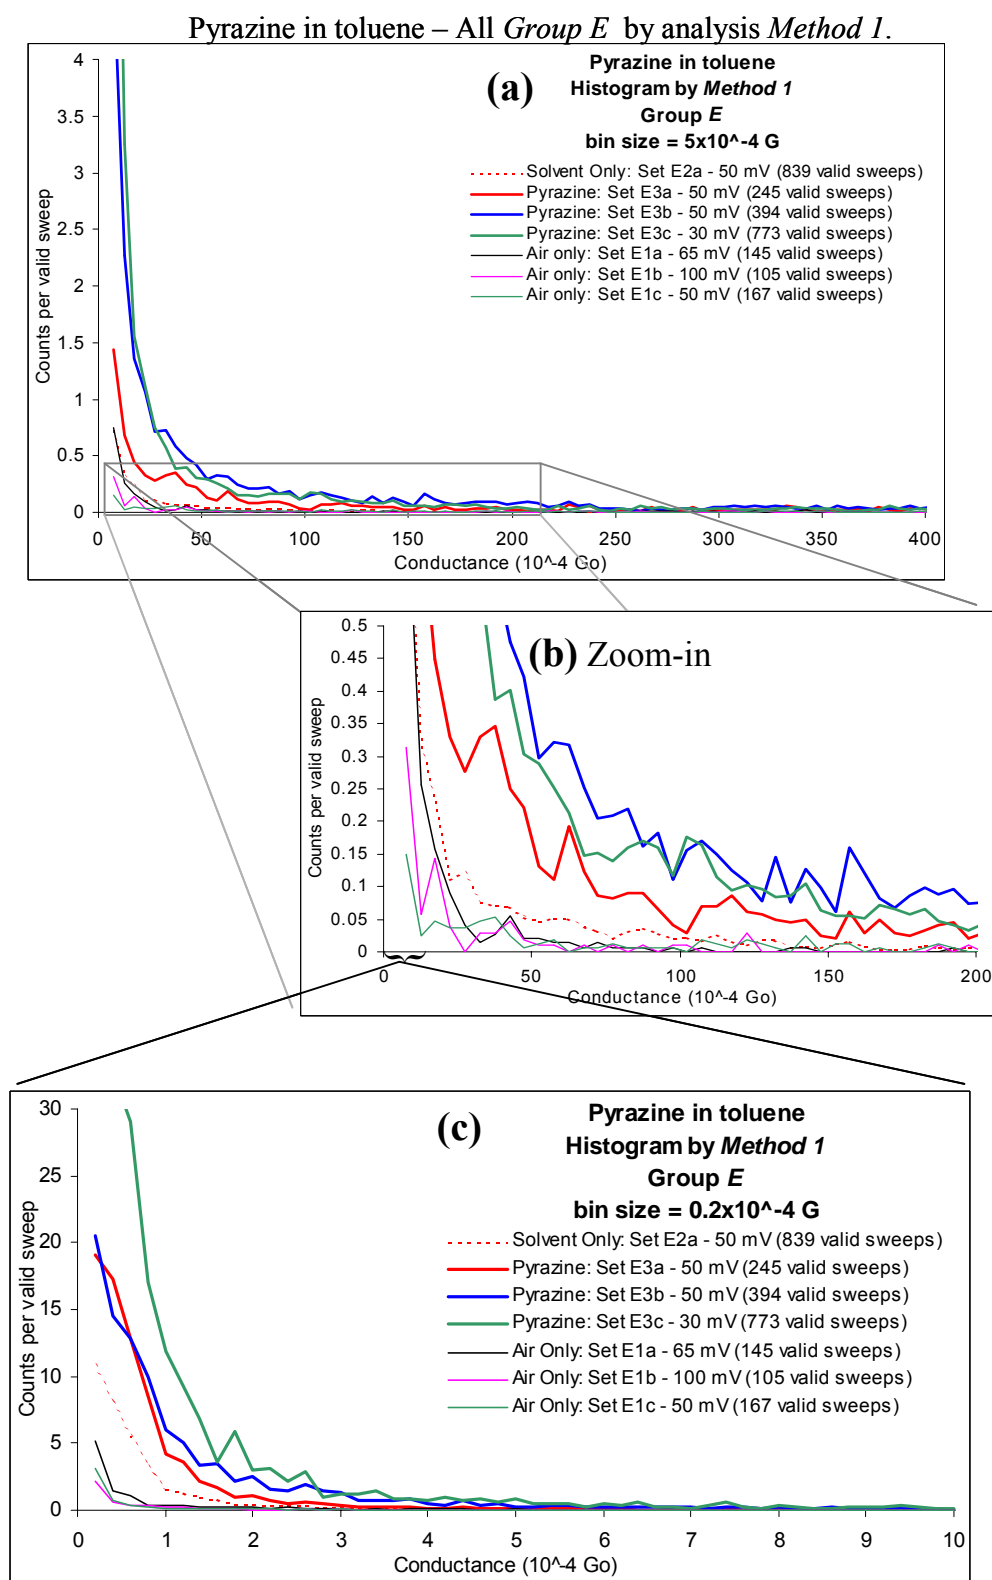 Pyrazine in toluene – All Group E by analysis Method 1.
(a)
Pyrazine in toluene
Histogram by Method 1
Group E
bin size = 5x10^-4 G
Solvent Only: Set E2a - 50 mV (839 valid sweeps)
Pyrazine: Set E3a - 50 mV (245 valid sweeps)
Pyrazine: Set E3b - 50 mV (394 valid sweeps)
Pyrazine: Set E3c - 30 mV (773 valid sweeps)
Air only: Set E1a - 65 mV (145 valid sweeps)
Air only: Set E1b - 100 mV (105 valid sweeps)
Air only: Set E1c - 50 mV (167 valid sweeps)
Counts per valid sweep
4
3.5
3
2.5
2
1.5
1
0.5
0
0 50 100 150 200 250 300 350 400
Conductance (10^-4 Go)
(b) Zoom-in
Counts per valid sweep
0.5
0.45
0.4
0.35
0.3
0.25
0.2
0.15
0.1
0.05
0
0 50 100 150 200
Conductance (10^-4 Go)
(c)
Pyrazine in toluene
Histogram by Method 1
Group E
bin size = 0.2x10^-4 G
Solvent Only: Set E2a - 50 mV (839 valid sweeps)
Pyrazine: Set E3a - 50 mV (245 valid sweeps)
Pyrazine: Set E3b - 50 mV (394 valid sweeps)
Pyrazine: Set E3c - 30 mV (773 valid sweeps)
Air Only: Set E1a - 65 mV (145 valid sweeps)
Air Only: Set E1b - 100 mV (105 valid sweeps)
Air Only: Set E1c - 50 mV (167 valid sweeps)
Counts per valid sweep
30
25
20
15
10
5
0
0 1 2 3 4 5 6 7 8 9 10
Conductance (10^-4 Go)